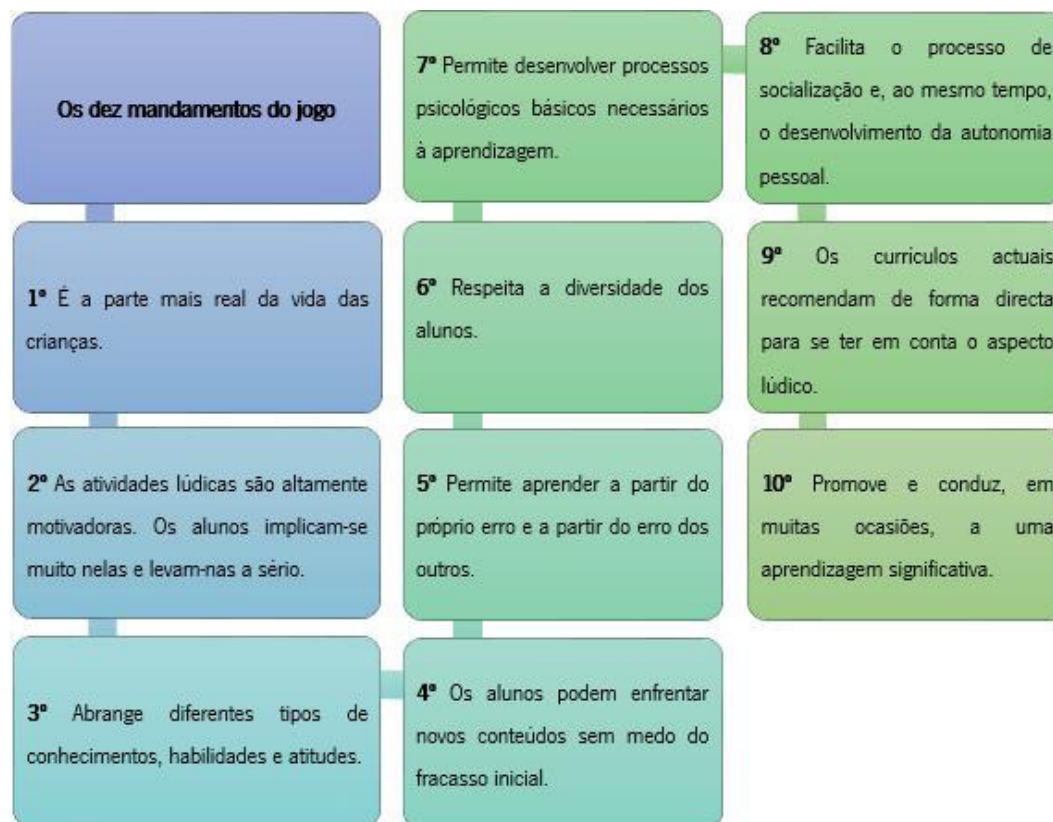 Os dez mandamentos do jogo
1º É a parte mais real da vida das
crianças.
2º As atividades lúdicas são altamente
motivadoras. Os alunos implicam-se
muito nelas e levam-nas a sério.
3º Abrange diferentes tipos de
conhecimentos, habilidades e atitudes.
4º Os alunos podem enfrentar
novos conteúdos sem medo do
fracasso inicial.
5º Permite aprender a partir do
próprio erro e a partir do erro dos
outros.
6º Respeita a diversidade dos
alunos.
7º Permite desenvolver processos
psicológicos básicos necessários
à aprendizagem.
8º Facilita o processo de
socialização e, ao mesmo tempo,
o desenvolvimento da autonomia
pessoal.
9º Os currículos actuais
recomendam de forma directa
para se ter em conta o aspecto
lúdico.
10º Promove e conduz, em
muitas ocasiões, a uma
aprendizagem significativa.